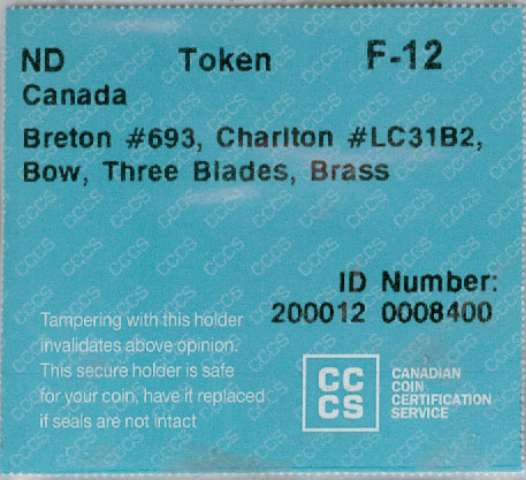 ND Token F-12
Canada
Breton #693, Charlton #LC31B2,
Bow, Three Blades, Brass
ID Number:
200012 0008400
Tampering with this holder
invalidates above opinion.
This secure holder is safe
for your coin, have it replaced
if seals are not intact
CC
CS
CANADIAN
COIN
CERTIFICATION
SERVICE